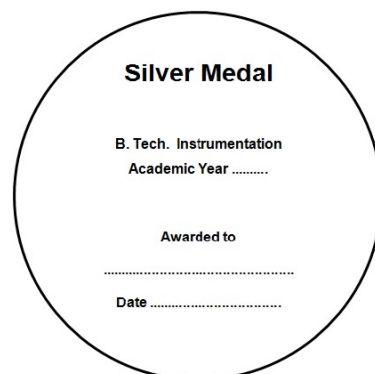 Silver Medal
B. Tech. Instrumentation
Academic Year ..........
Awarded to
....................................................
Date ....................................